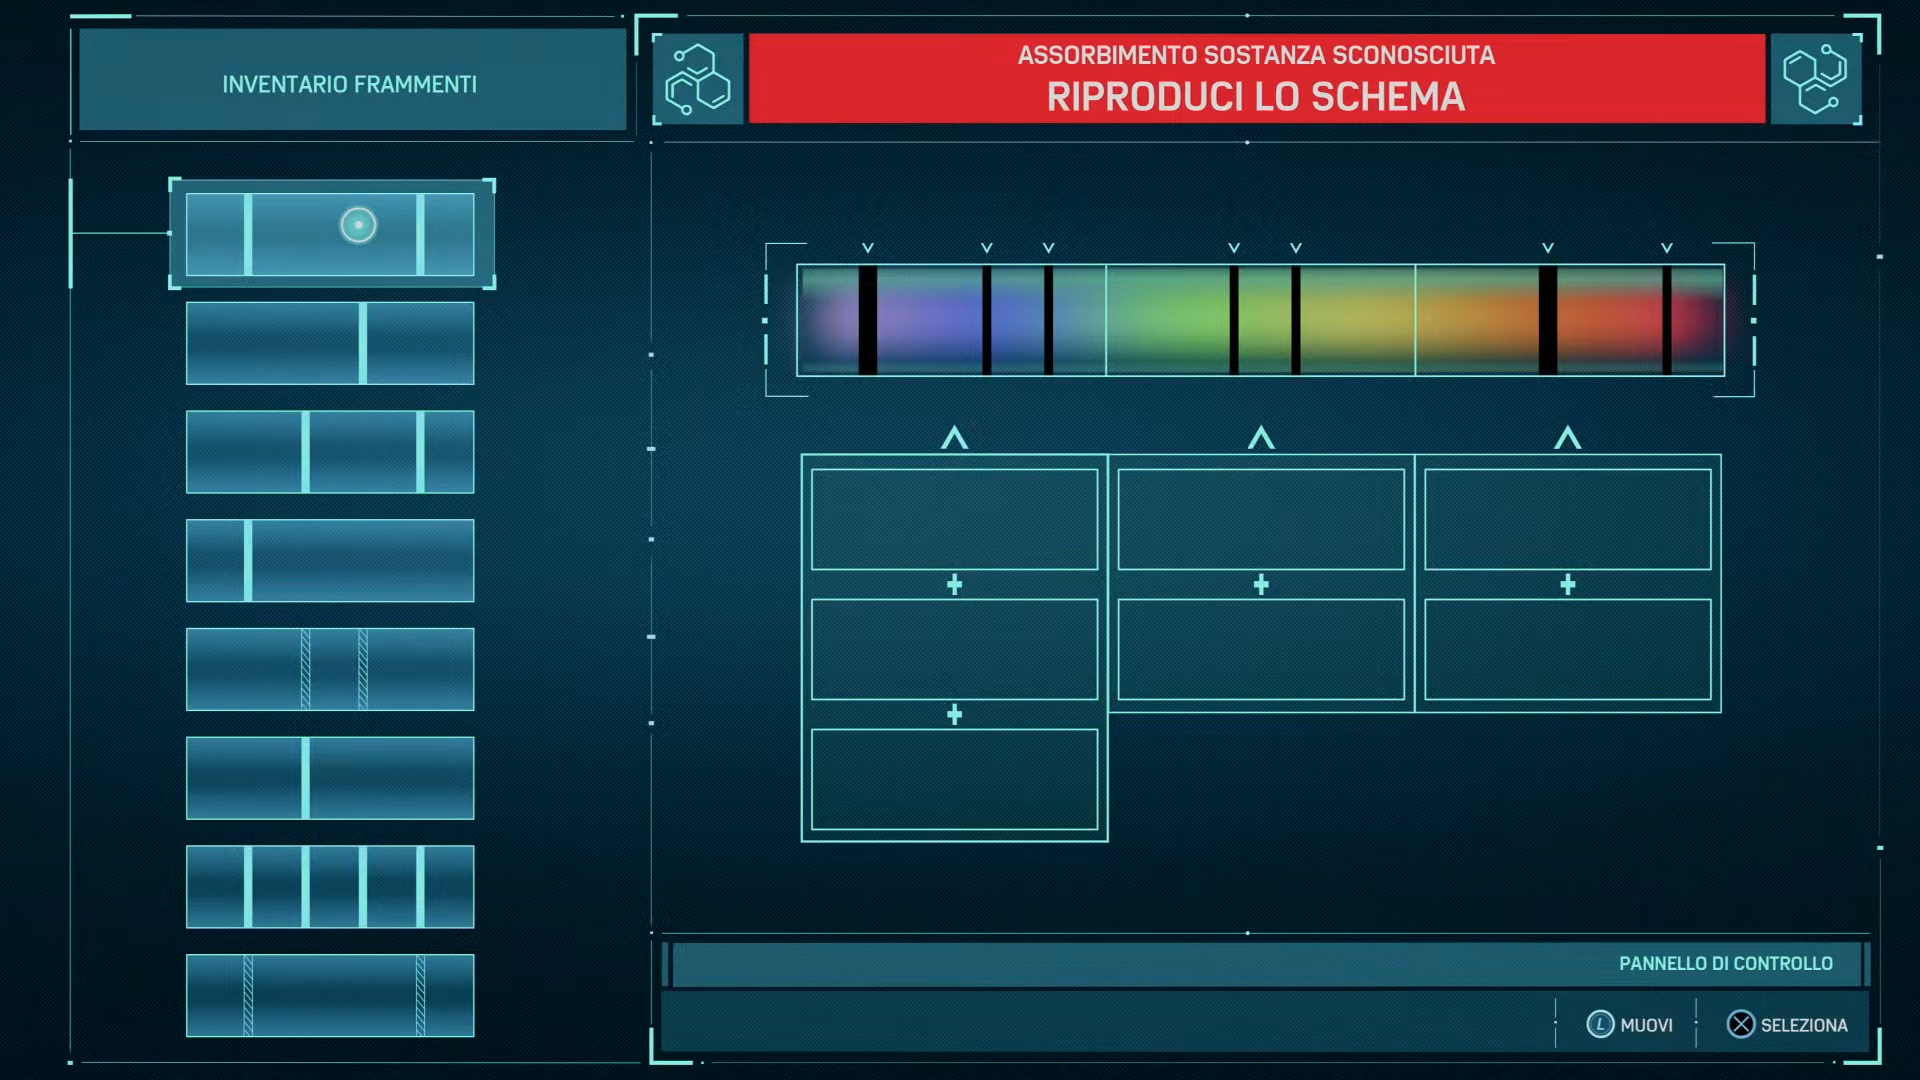 INVENTARIO FRAMMENTI
ASSORBIMENTO SOSTANZA SCONOSCIUTA
RIPRODUCI LO SCHEMA
PANNELLO DI CONTROLLO
L MUOVI
SELEZIONA